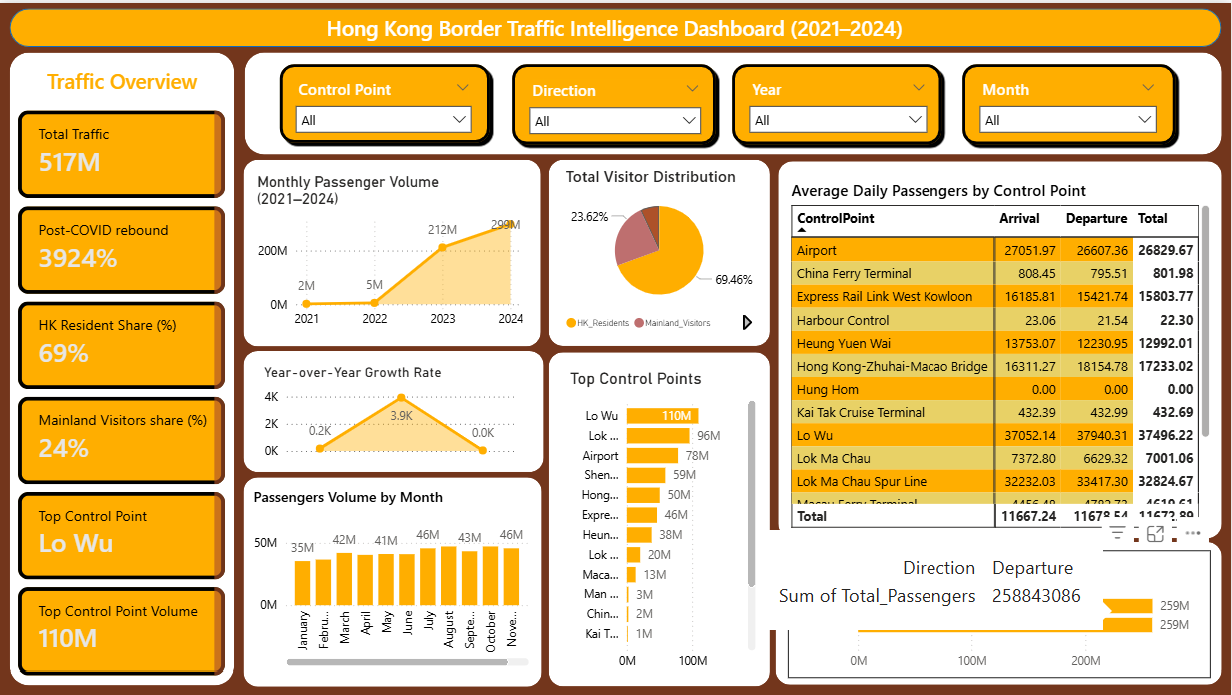 Hong Kong Border Traffic Intelligence Dashboard (2021–2024)
Traffic Overview
Total Traffic
517M
Post-COVID rebound
3924%
HK Resident Share (%)
69%
Mainland Visitors share (%)
24%
Top Control Point
Lo Wu
Top Control Point Volume
110M
Control Point
All
Direction
All
Year
All
Month
All
Monthly Passenger Volume
(2021–2024)
200M
0M
2M
5M
212M
299M
2021 2022 2023 2024
Year-over-Year Growth Rate
4K
2K
0K
0.2K
3.9K
0.0K
Passengers Volume by Month
50M
0M
35M 42M 41M 46M 43M 46M
January
Febru...
March
April
May
June
July
August
Septe...
October
Nove...
Total Visitor Distribution
23.62%
69.46%
HK_Residents Mainland_Visitors
Top Control Points
Lo Wu 110M
Lok ... 96M
Airport 78M
Shen... 59M
Hong... 50M
Expre... 46M
Heun... 38M
Lok ... 20M
Maca... 13M
Man ... 3M
Chin... 2M
Kai T... 1M
0M 100M
Average Daily Passengers by Control Point
ControlPoint Arrival Departure Total
Airport 27051.97 26607.36 26829.67
China Ferry Terminal 808.45 795.51 801.98
Express Rail Link West Kowloon 16185.81 15421.74 15803.77
Harbour Control 23.06 21.54 22.30
Heung Yuen Wai 13753.07 12230.95 12992.01
Hong Kong-Zhuhai-Macao Bridge 16311.27 18154.78 17233.02
Hung Hom 0.00 0.00 0.00
Kai Tak Cruise Terminal 432.39 432.99 432.69
Lo Wu 37052.14 37940.31 37496.22
Lok Ma Chau 7372.80 6629.32 7001.06
Lok Ma Chau Spur Line 32232.03 33417.30 32824.67
Macau Ferry Terminal 4456.48 4782.73 4619.61
Total 11667.24 11678.54 11672.89
Direction Departure
Sum of Total_Passengers 258843086
259M
259M
0M 100M 200M